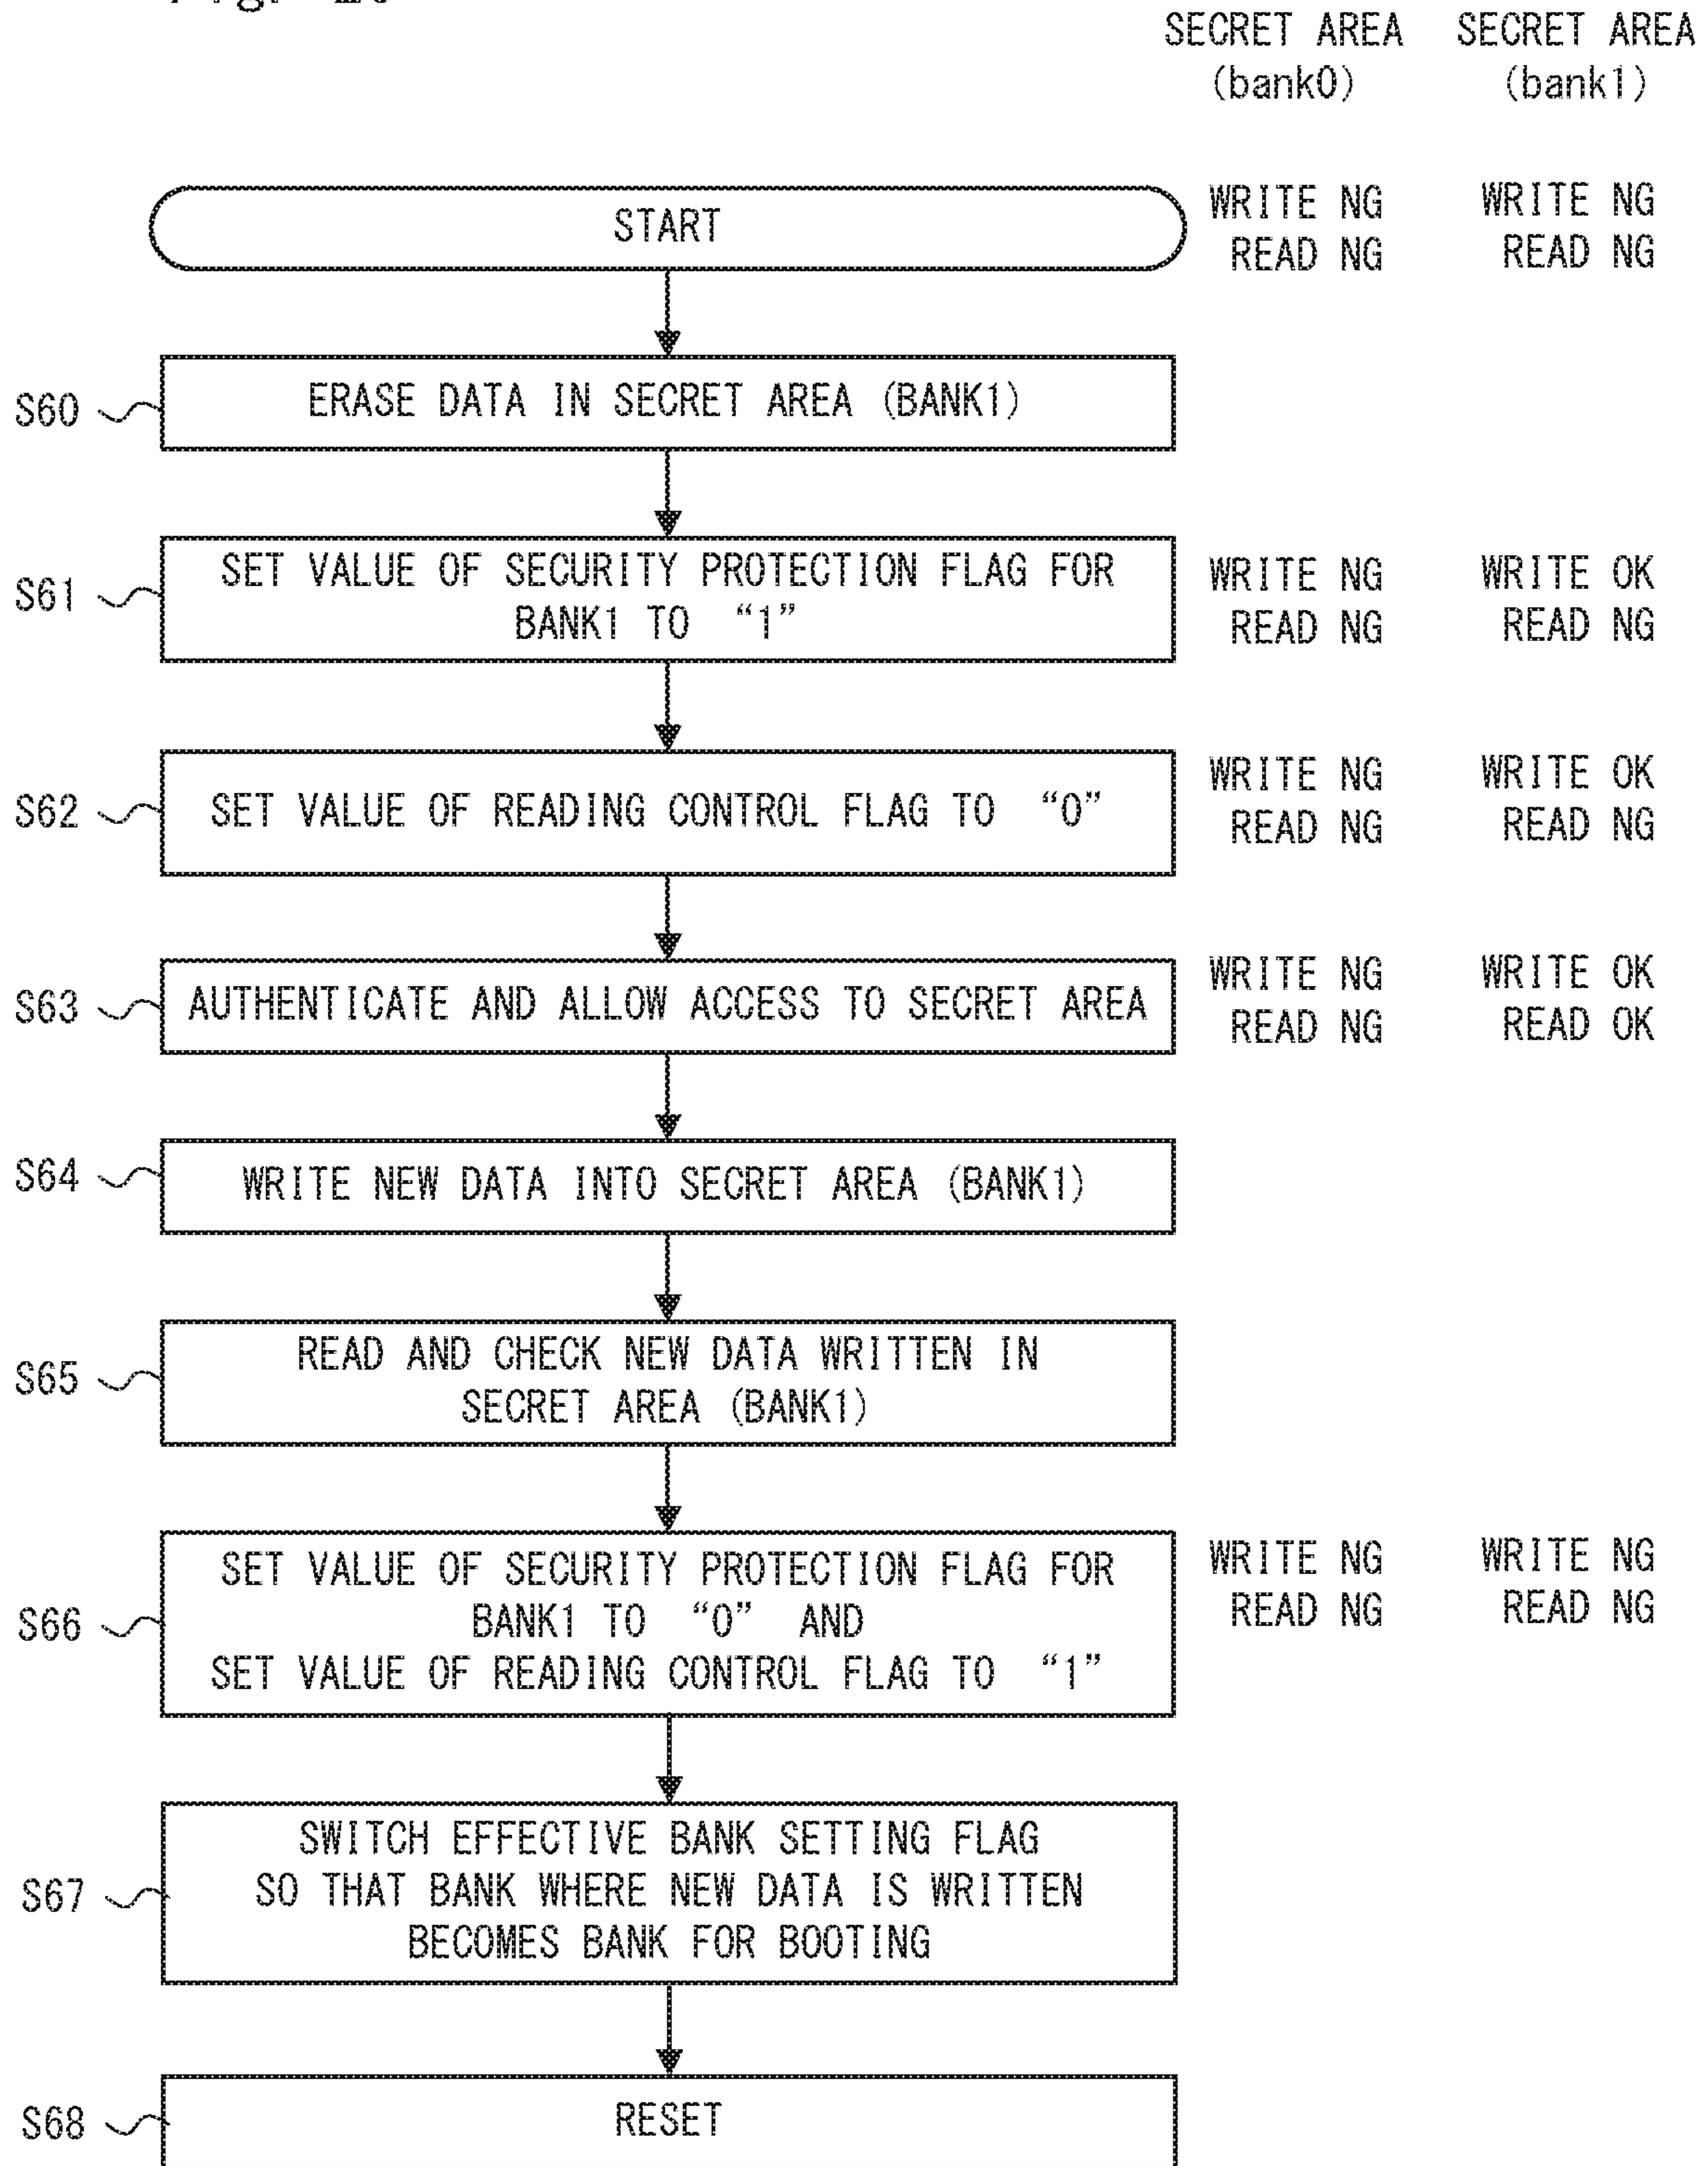 SECRET AREA SECRET AREA
(bank0) (bank1)
START WRITE NG WRITE NG
READ NG READ NG
S60 ERASE DATA IN SECRET AREA (BANK1)
S61 SET VALUE OF SECURITY PROTECTION FLAG FOR WRITE NG WRITE OK
BANK1 TO “1” READ NG READ NG
S62 SET VALUE OF READING CONTROL FLAG TO “0” WRITE NG WRITE OK
READ NG READ NG
S63 AUTHENTICATE AND ALLOW ACCESS TO SECRET AREA WRITE NG WRITE OK
READ NG READ OK
S64 WRITE NEW DATA INTO SECRET AREA (BANK1)
S65 READ AND CHECK NEW DATA WRITTEN IN
SECRET AREA (BANK1)
S66 SET VALUE OF SECURITY PROTECTION FLAG FOR WRITE NG WRITE NG
BANK1 TO “0” AND READ NG READ NG
SET VALUE OF READING CONTROL FLAG TO “1”
S67 SWITCH EFFECTIVE BANK SETTING FLAG
SO THAT BANK WHERE NEW DATA IS WRITTEN
BECOMES BANK FOR BOOTING
S68 RESET